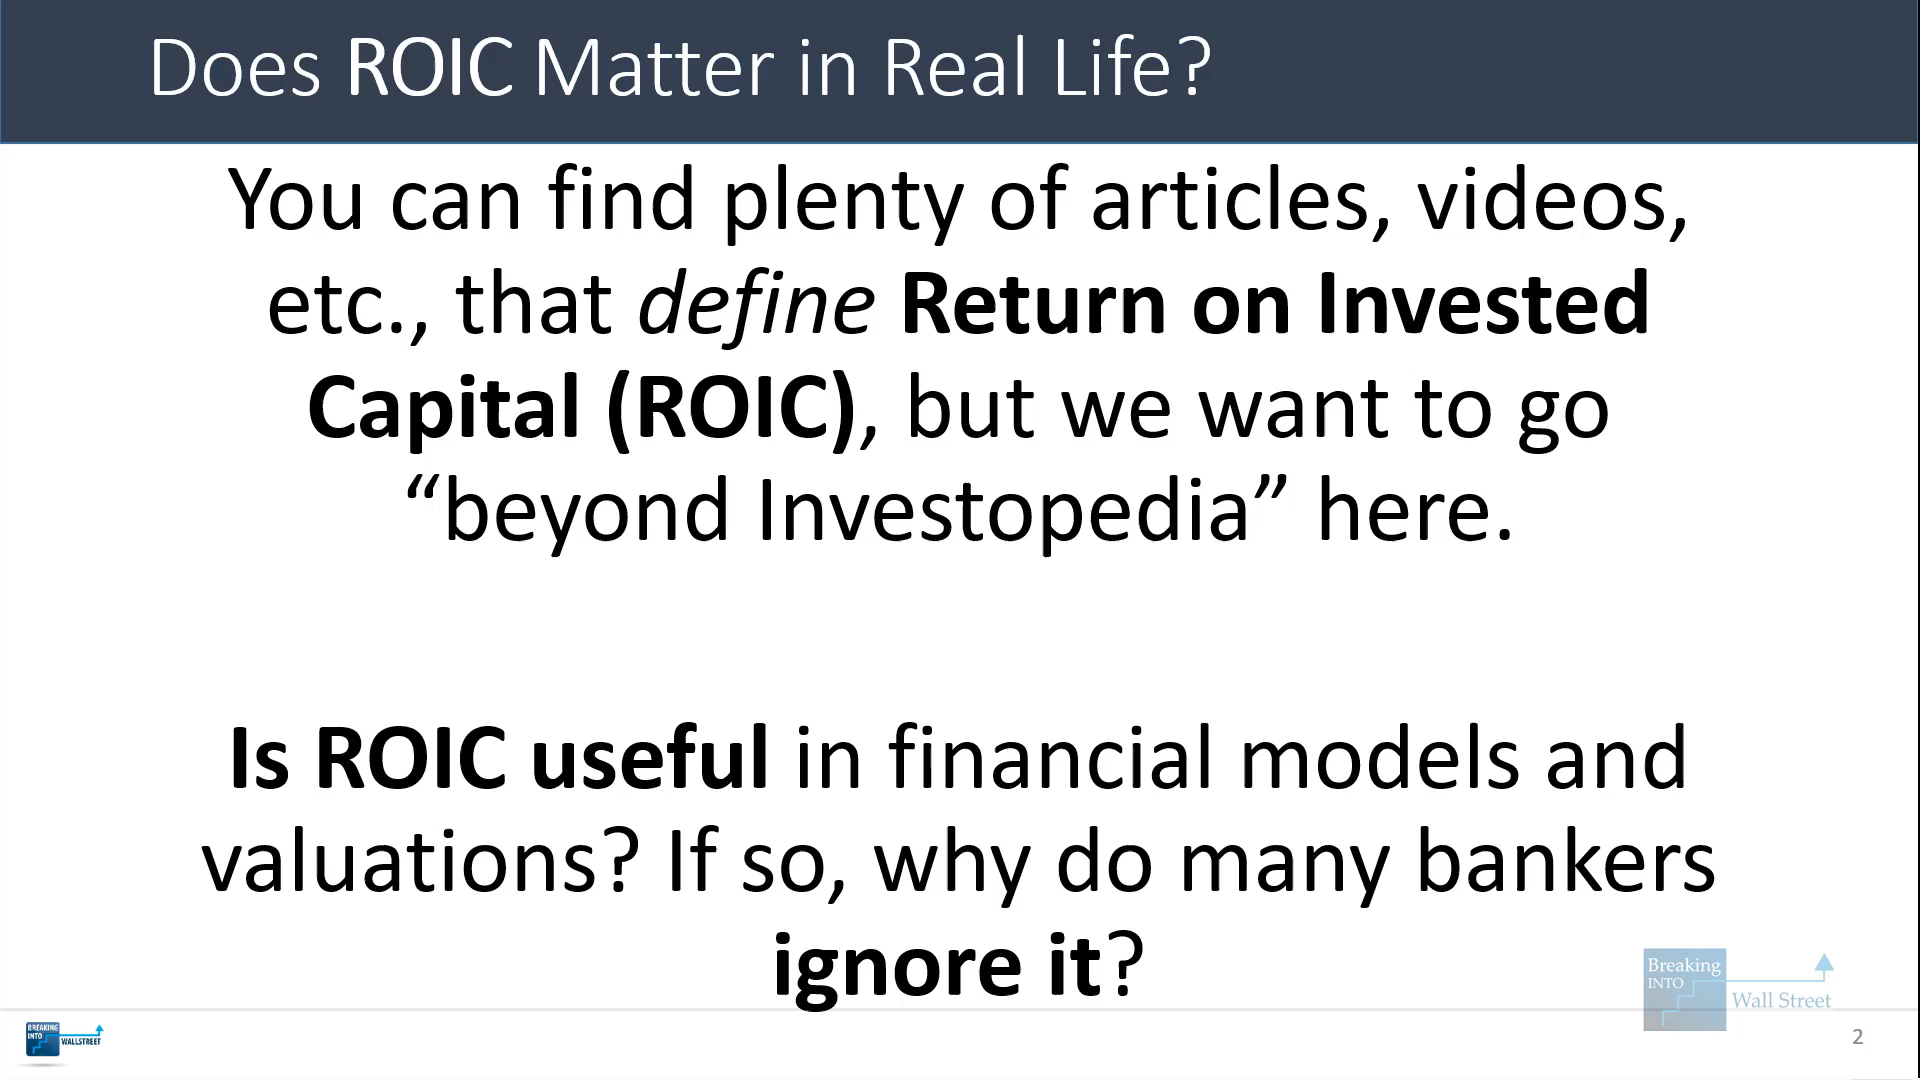 Does ROIC Matter in Real Life?
You can find plenty of articles, videos,
etc., that define Return on Invested
Capital (ROIC), but we want to go
“beyond Investopedia” here.
Is ROIC useful in financial models and
valuations? If so, why do many bankers
ignore it?
Breaking
INTO
Wall Street
BREAKING
INTO
WALLSTREET
2